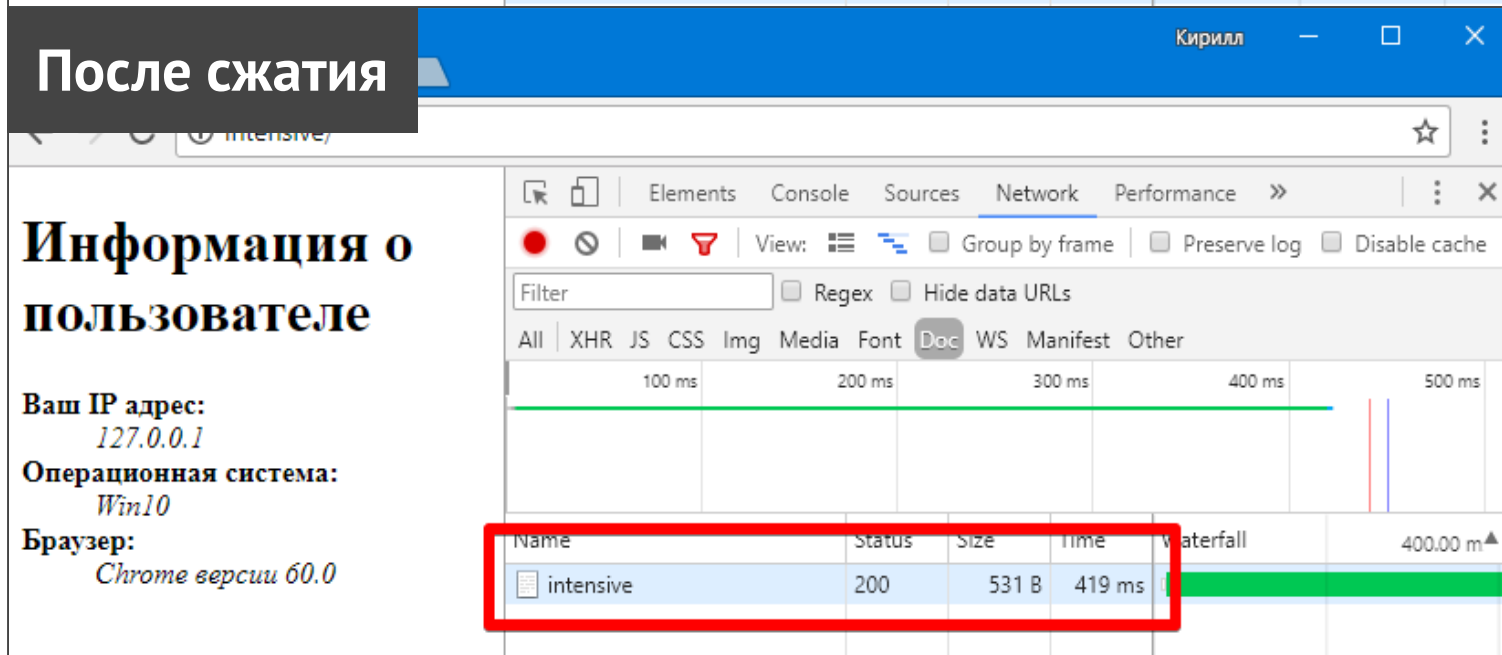 Кирилл
После сжатия
intensive/
Elements Console Sources Network Performance »
View: Group by frame Preserve log Disable cache
Filter Regex Hide data URLs
All XHR JS CSS Img Media Font Doc WS Manifest Other
100 ms 200 ms 300 ms 400 ms 500 ms
Name Status Size Time Waterfall 400.00 m
intensive 200 531 B 419 ms
Информация о
пользователе
Ваш IP адрес:
127.0.0.1
Операционная система:
Win10
Браузер:
Chrome версии 60.0